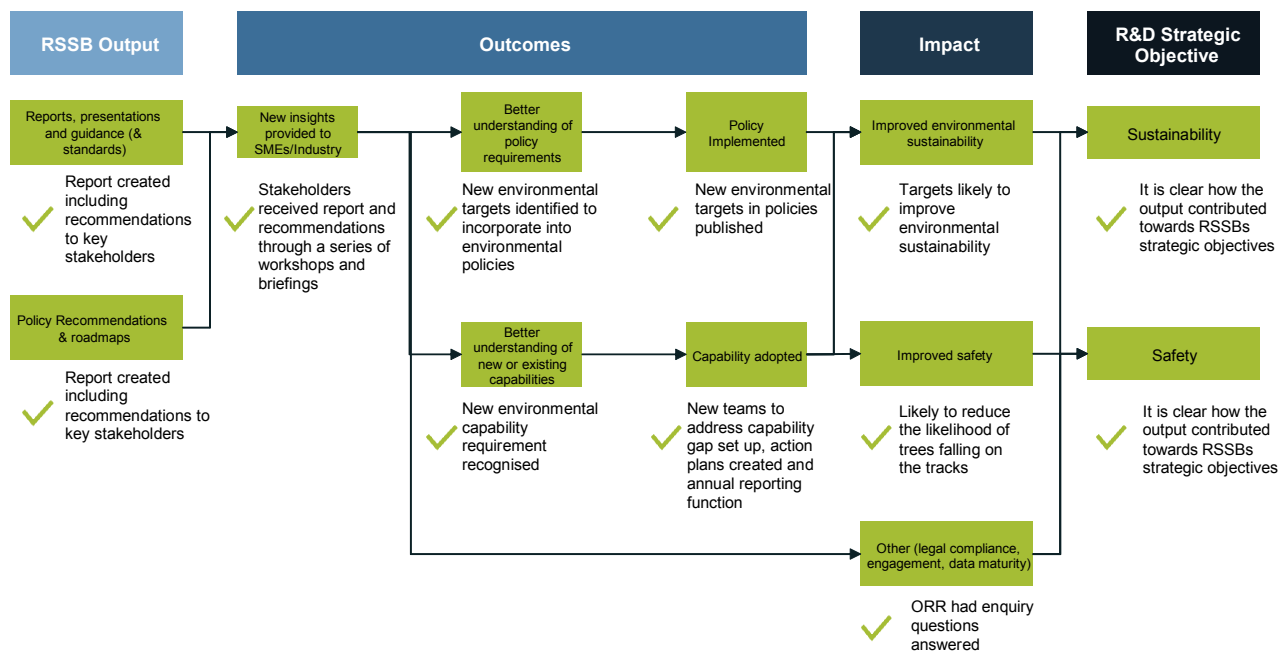 RSSB Output
Outcomes
Impact
R&D Strategic
Objective
Reports, presentations
and guidance (&
standards)
New insights
provided to
SMEs/Industry
Better
understanding of
policy
requirements
Policy
Implemented
Improved environmental
sustainability
Sustainability
Report created
including
recommendations
to key
stakeholders
Stakeholders
received report and
recommendations
through a series of
workshops and
briefings
New environmental
targets identified to
incorporate into
environmental
policies
New environmental
targets in policies
published
Targets likely to
improve
environmental
sustainability
It is clear how the
output contributed
towards RSSBs
strategic objectives
Policy Recommendations
& roadmaps
Better
understanding of
new or existing
capabilities
Capability adopted
Improved safety
Safety
Report created
including
recommendations to
key stakeholders
New environmental
capability
requirement
recognised
New teams to
address capability
gap set up, action
plans created and
annual reporting
function
Likely to reduce
the likelihood of
trees falling on
the tracks
It is clear how the
output contributed
towards RSSBs
strategic objectives
Other (legal compliance,
engagement, data maturity)
ORR had enquiry
questions
answered